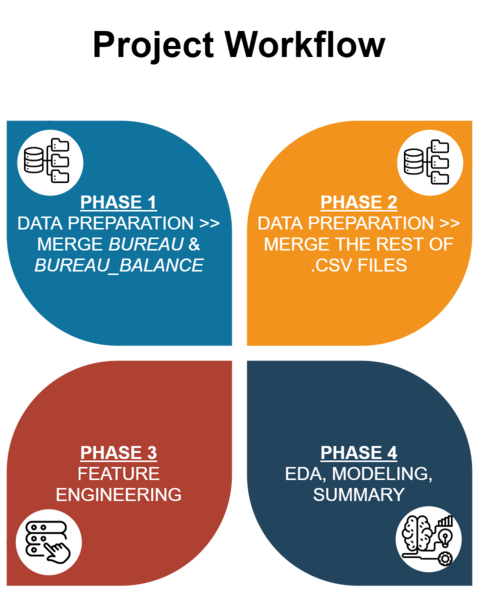 Project Workflow
PHASE 1
DATA PREPARATION >>
MERGE BUREAU &
BUREAU_BALANCE
PHASE 2
DATA PREPARATION >>
MERGE THE REST OF
.CSV FILES
PHASE 3
FEATURE
ENGINEERING
PHASE 4
EDA, MODELING,
SUMMARY